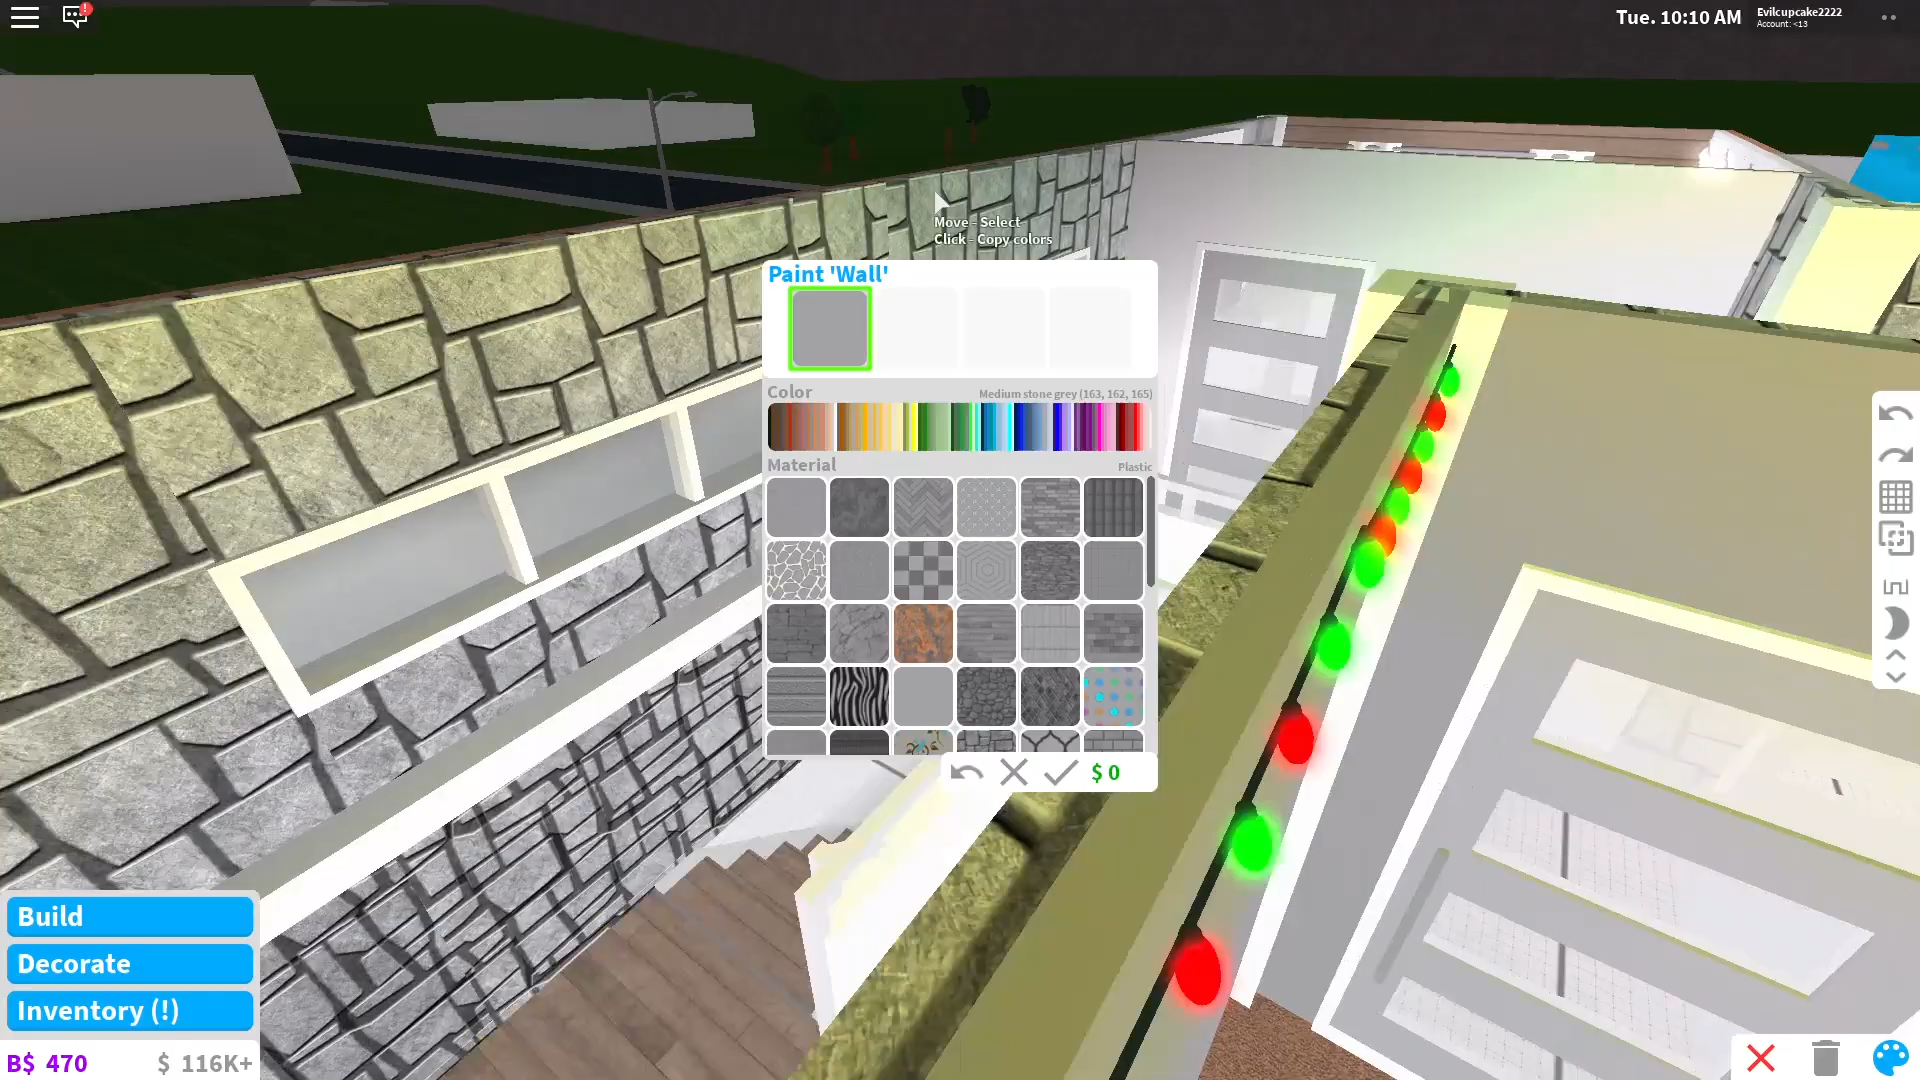 Tue. 10:10 AM
Evilcupcake2222
Account: <13
Move - Select
Click - Copy colors
Paint 'Wall'
Color
Medium stone grey (163, 162, 165)
Material
Plastic
$ 0
Build
Decorate
Inventory (!)
B$ 470
$ 116K+